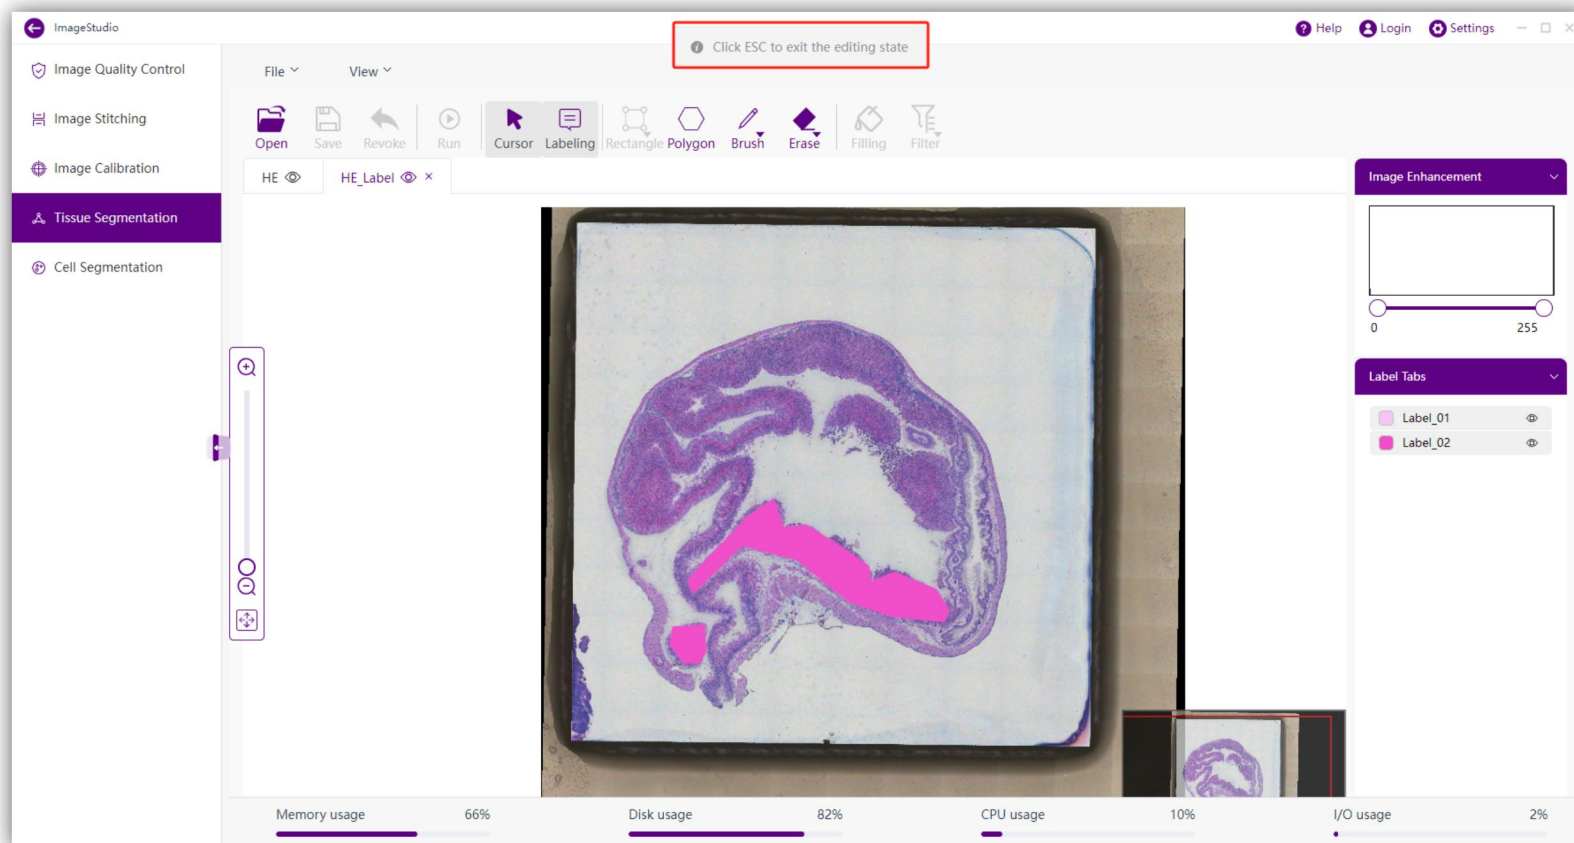 ImageStudio
Click ESC to exit the editing state
Help Login Settings
Image Quality Control
Image Stitching
Image Calibration
Tissue Segmentation
Cell Segmentation
File View
Open Save Revoke Run Cursor Labeling Rectangle Polygon Brush Erase Filling Filter
HE HE_Label ×
Image Enhancement
0 255
Label Tabs
Label_01
Label_02
Memory usage 66% Disk usage 82% CPU usage 10% I/O usage 2%